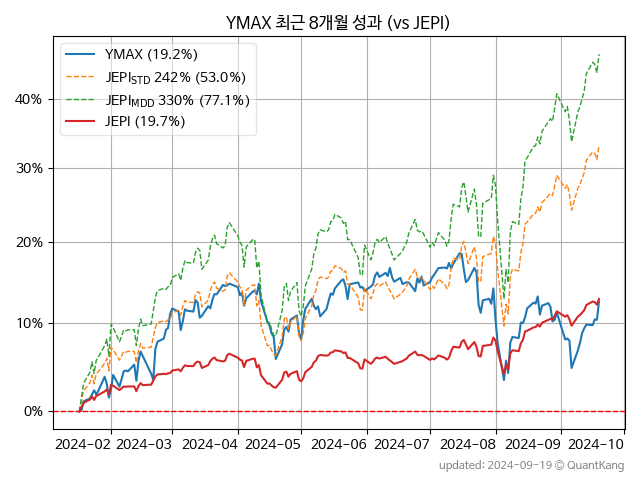 YMAX 최근 8개월 성과 (vs JEPI)
YMAX (19.2%)
JEPI_STD 242% (53.0%)
JEPI_MDD 330% (77.1%)
JEPI (19.7%)
40%
30%
20%
10%
0%
2024-02 2024-03 2024-04 2024-05 2024-06 2024-07 2024-08 2024-09 2024-10
updated: 2024-09-19 © QuantKang